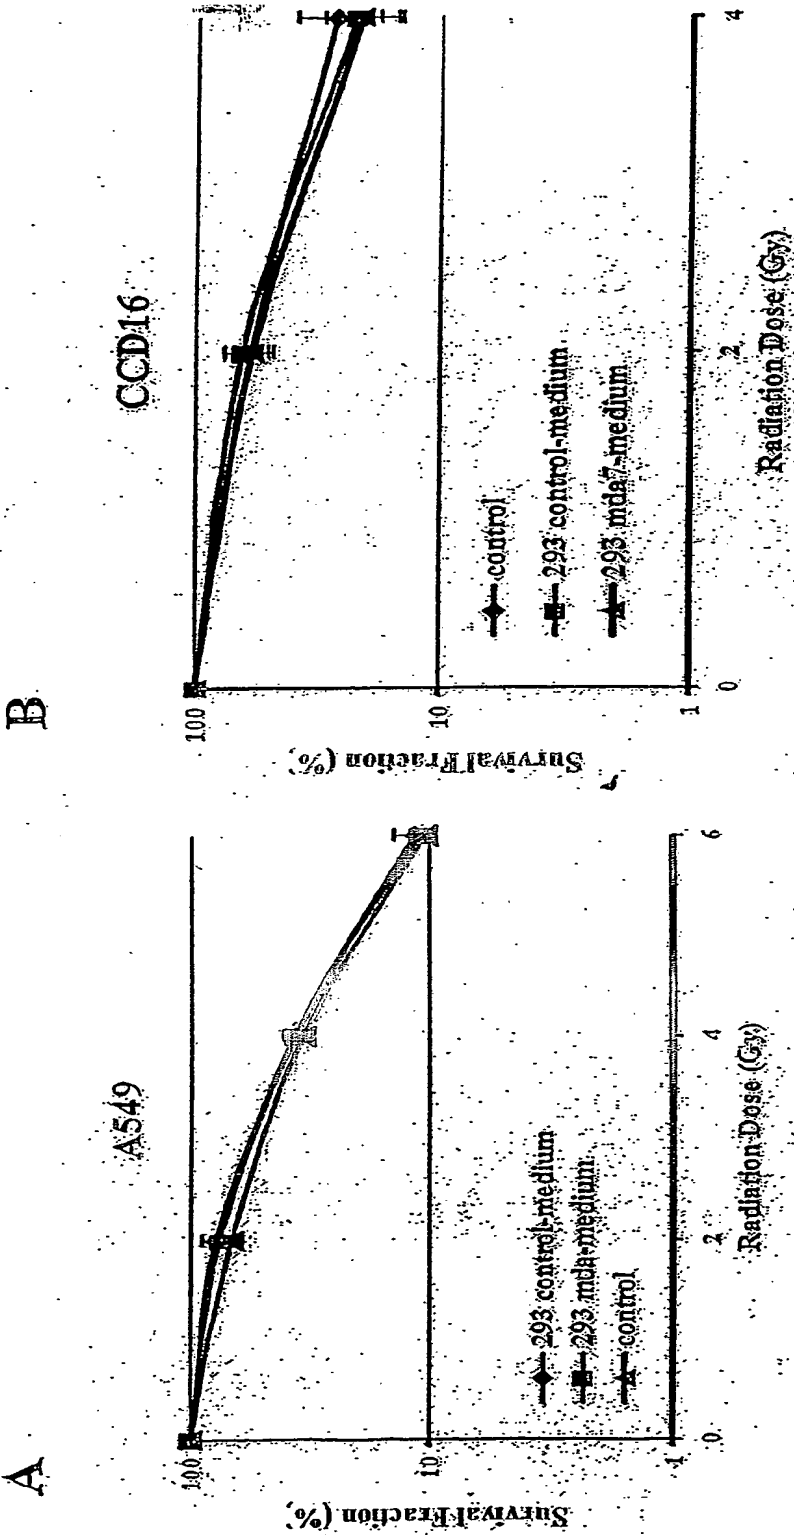 A
A549
Survival Fraction (%)
100
10
1
293 control-medium
293 mda-medium
control
0 2 4 6
Radiation Dose (Gy)
B
CCD16
Survival Fraction (%)
100
10
1
control
293 control-medium
293 mda7-medium
0 2 4
Radiation Dose (Gy)